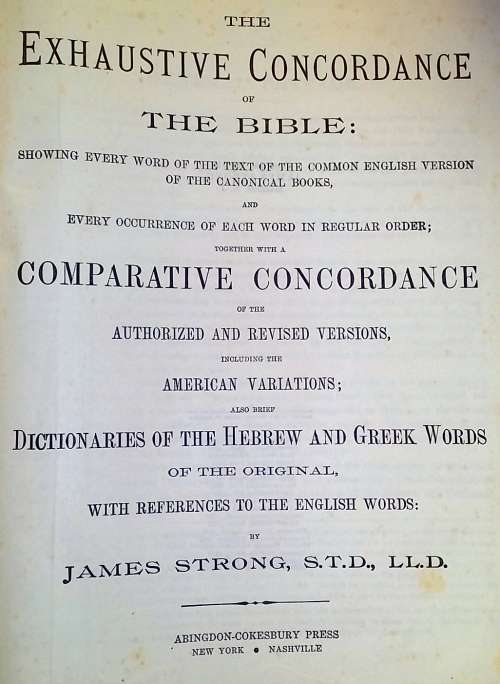 THE
EXHAUSTIVE CONCORDANCE
OF
THE BIBLE:
SHOWING EVERY WORD OF THE TEXT OF THE COMMON ENGLISH VERSION
OF THE CANONICAL BOOKS,
AND
EVERY OCCURRENCE OF EACH WORD IN REGULAR ORDER;
TOGETHER WITH A
COMPARATIVE CONCORDANCE
OF THE
AUTHORIZED AND REVISED VERSIONS,
INCLUDING THE
AMERICAN VARIATIONS;
ALSO BRIEF
DICTIONARIES OF THE HEBREW AND GREEK WORDS
OF THE ORIGINAL,
WITH REFERENCES TO THE ENGLISH WORDS:
BY
JAMES STRONG, S.T.D., LL.D.
ABINGDON-COKESBURY PRESS
NEW YORK • NASHVILLE